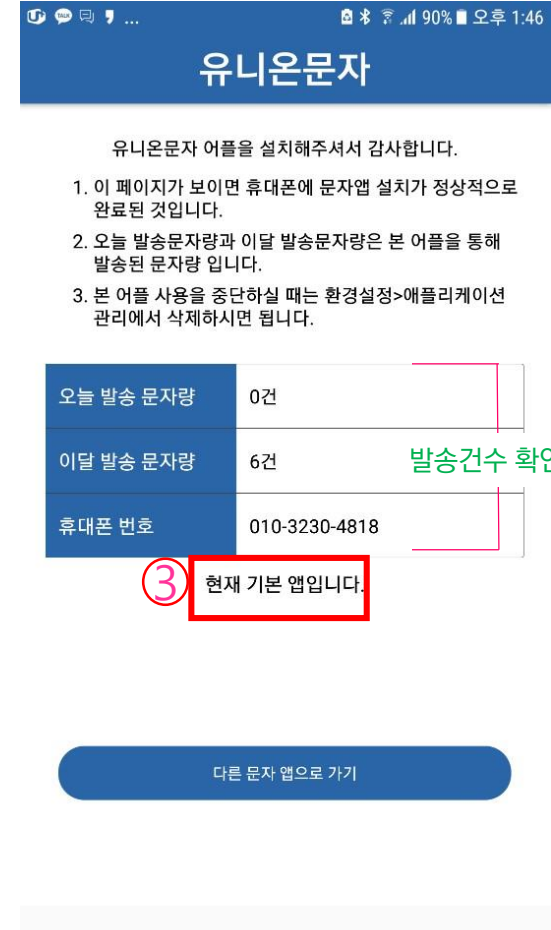 90% 오후 1:46
유니온문자
유니온문자 어플을 설치해주셔서 감사합니다.
1. 이 페이지가 보이면 휴대폰에 문자앱 설치가 정상적으로
완료된 것입니다.
2. 오늘 발송문자량과 이달 발송문자량은 본 어플을 통해
발송된 문자량 입니다.
3. 본 어플 사용을 중단하실 때는 환경설정>애플리케이션
관리에서 삭제하시면 됩니다.
오늘 발송 문자량 0건
이달 발송 문자량 6건
발송건수 확인
휴대폰 번호 010-3230-4818
③ 현재 기본 앱입니다.
다른 문자 앱으로 가기